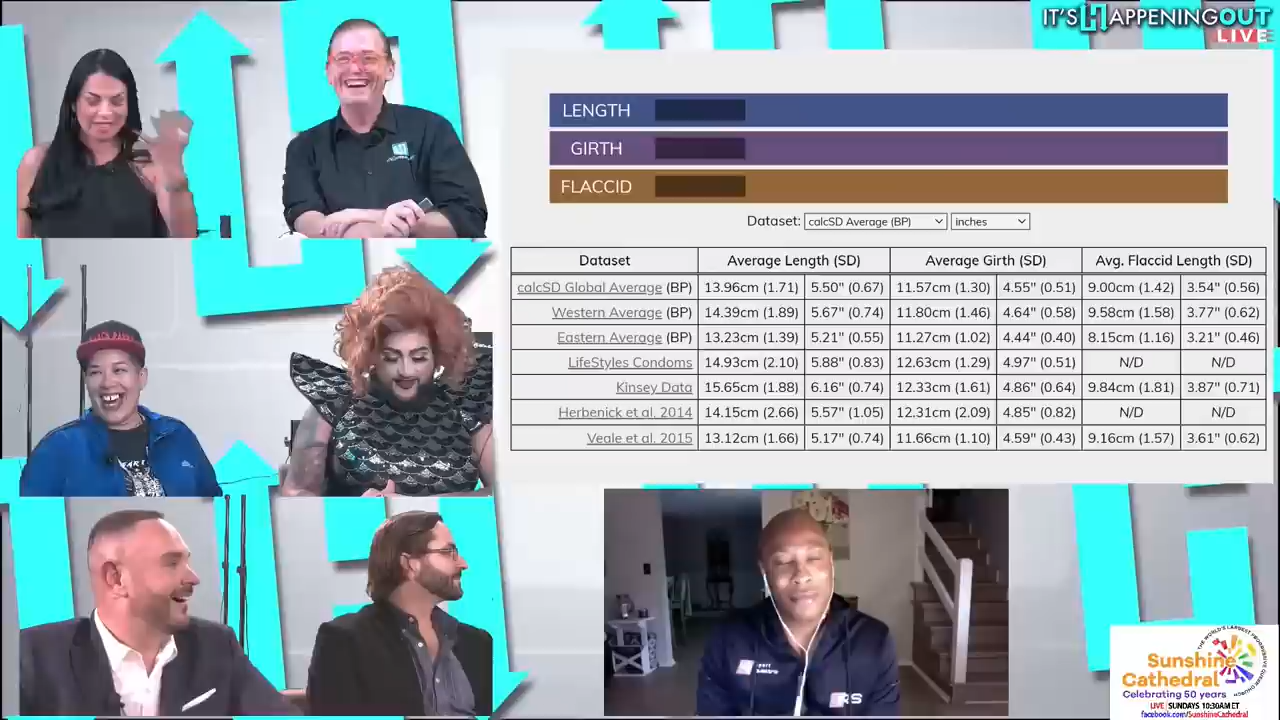 IT'S HAPPENINGOUT
LIVE
LENGTH
GIRTH
FLACCID
Dataset: calcSD Average (BP) inches
Dataset Average Length (SD) Average Girth (SD) Avg. Flaccid Length (SD)
calcSD Global Average (BP) 13.96cm (1.71) 5.50" (0.67) 11.57cm (1.30) 4.55" (0.51) 9.00cm (1.42) 3.54" (0.56)
Western Average (BP) 14.39cm (1.89) 5.67" (0.74) 11.80cm (1.46) 4.64" (0.58) 9.58cm (1.58) 3.77" (0.62)
Eastern Average (BP) 13.23cm (1.39) 5.21" (0.55) 11.27cm (1.02) 4.44" (0.40) 8.15cm (1.16) 3.21" (0.46)
LifeStyles Condoms 14.93cm (2.10) 5.88" (0.83) 12.63cm (1.29) 4.97" (0.51) N/D N/D
Kinsey Data 15.65cm (1.88) 6.16" (0.74) 12.33cm (1.61) 4.86" (0.64) 9.84cm (1.81) 3.87" (0.71)
Herbenick et al. 2014 14.15cm (2.66) 5.57" (1.05) 12.31cm (2.09) 4.85" (0.82) N/D N/D
Veale et al. 2015 13.12cm (1.66) 5.17" (0.74) 11.66cm (1.10) 4.59" (0.43) 9.16cm (1.57) 3.61" (0.62)
RS
THE WORLD'S LARGEST PROGRESSIVE QUEER CHURCH
Sunshine
Cathedral
Celebrating 50 years
LIVE | SUNDAYS 10:30AM ET
facebook.com/SunshineCathedral